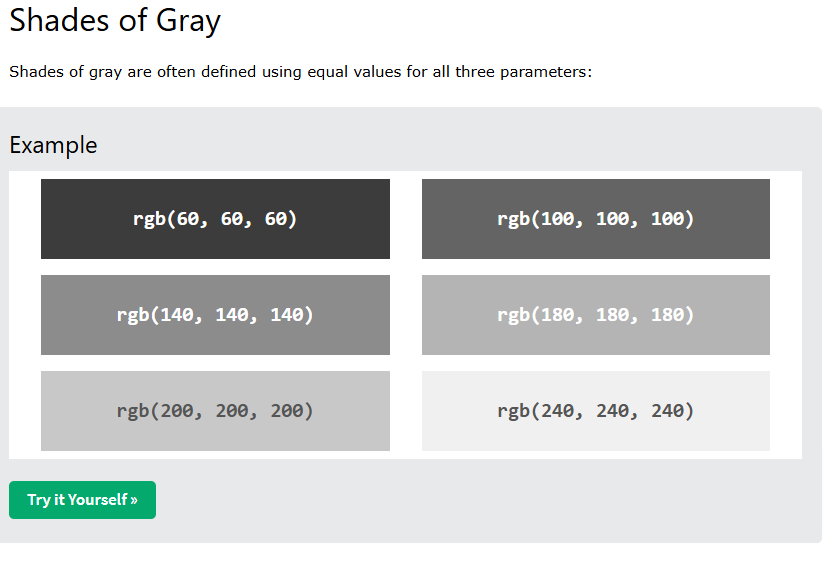 Shades of Gray
Shades of gray are often defined using equal values for all three parameters:
Example
rgb(60, 60, 60)
rgb(100, 100, 100)
rgb(140, 140, 140)
rgb(180, 180, 180)
rgb(200, 200, 200)
rgb(240, 240, 240)
Try it Yourself »